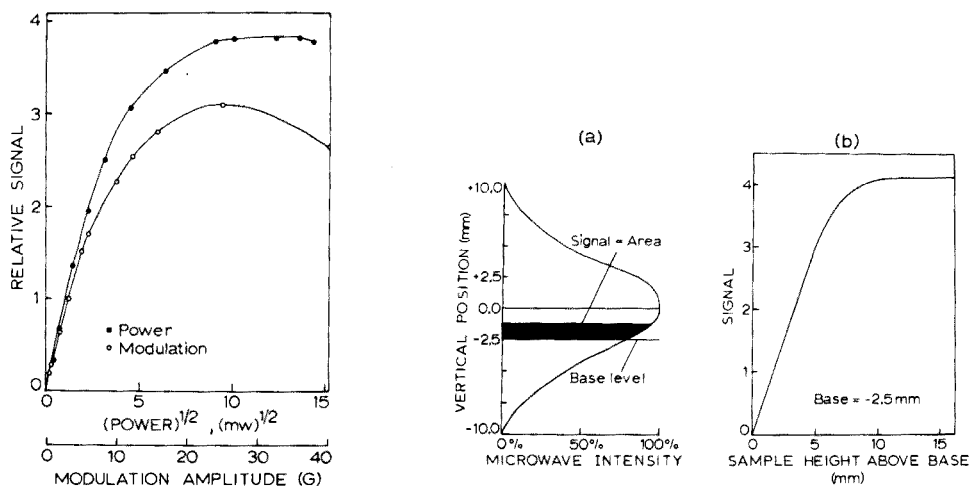 4
3
2
1
0
RELATIVE SIGNAL
Power
Modulation
0 5 10 15
(POWER)1/2 , (mw)1/2
0 10 20 30 40
MODULATION AMPLITUDE (G)
(a)
+10.0
+2.5
0.0
-2.5
-10.0
VERTICAL POSITION (mm)
Signal = Area
Base level
0% 50% 100%
MICROWAVE INTENSITY
(b)
4
3
2
1
0
SIGNAL
Base = -2.5mm
0 5 10 15
SAMPLE HEIGHT ABOVE BASE
(mm)